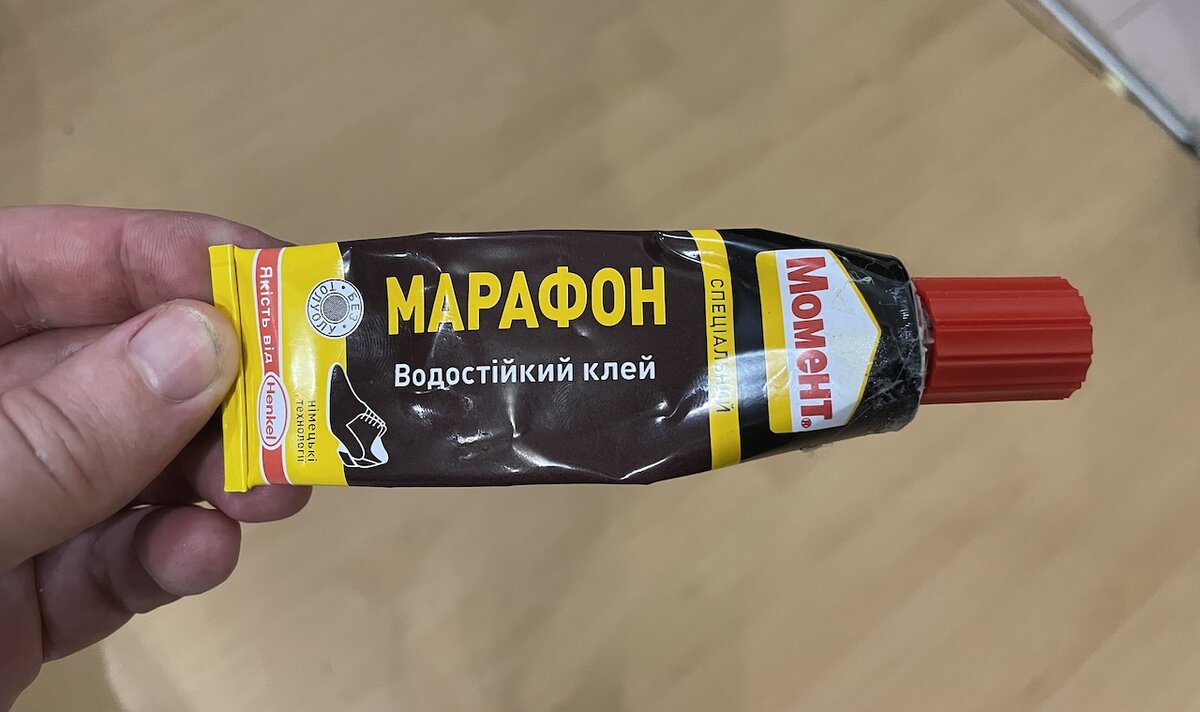 МАРАФОН
Водостійкий клей
СПЕЦІАЛЬНИЙ
Момент®
Якість від
Henkel
німецькі
технології
БЕЗ
ТОЛУОЛУ